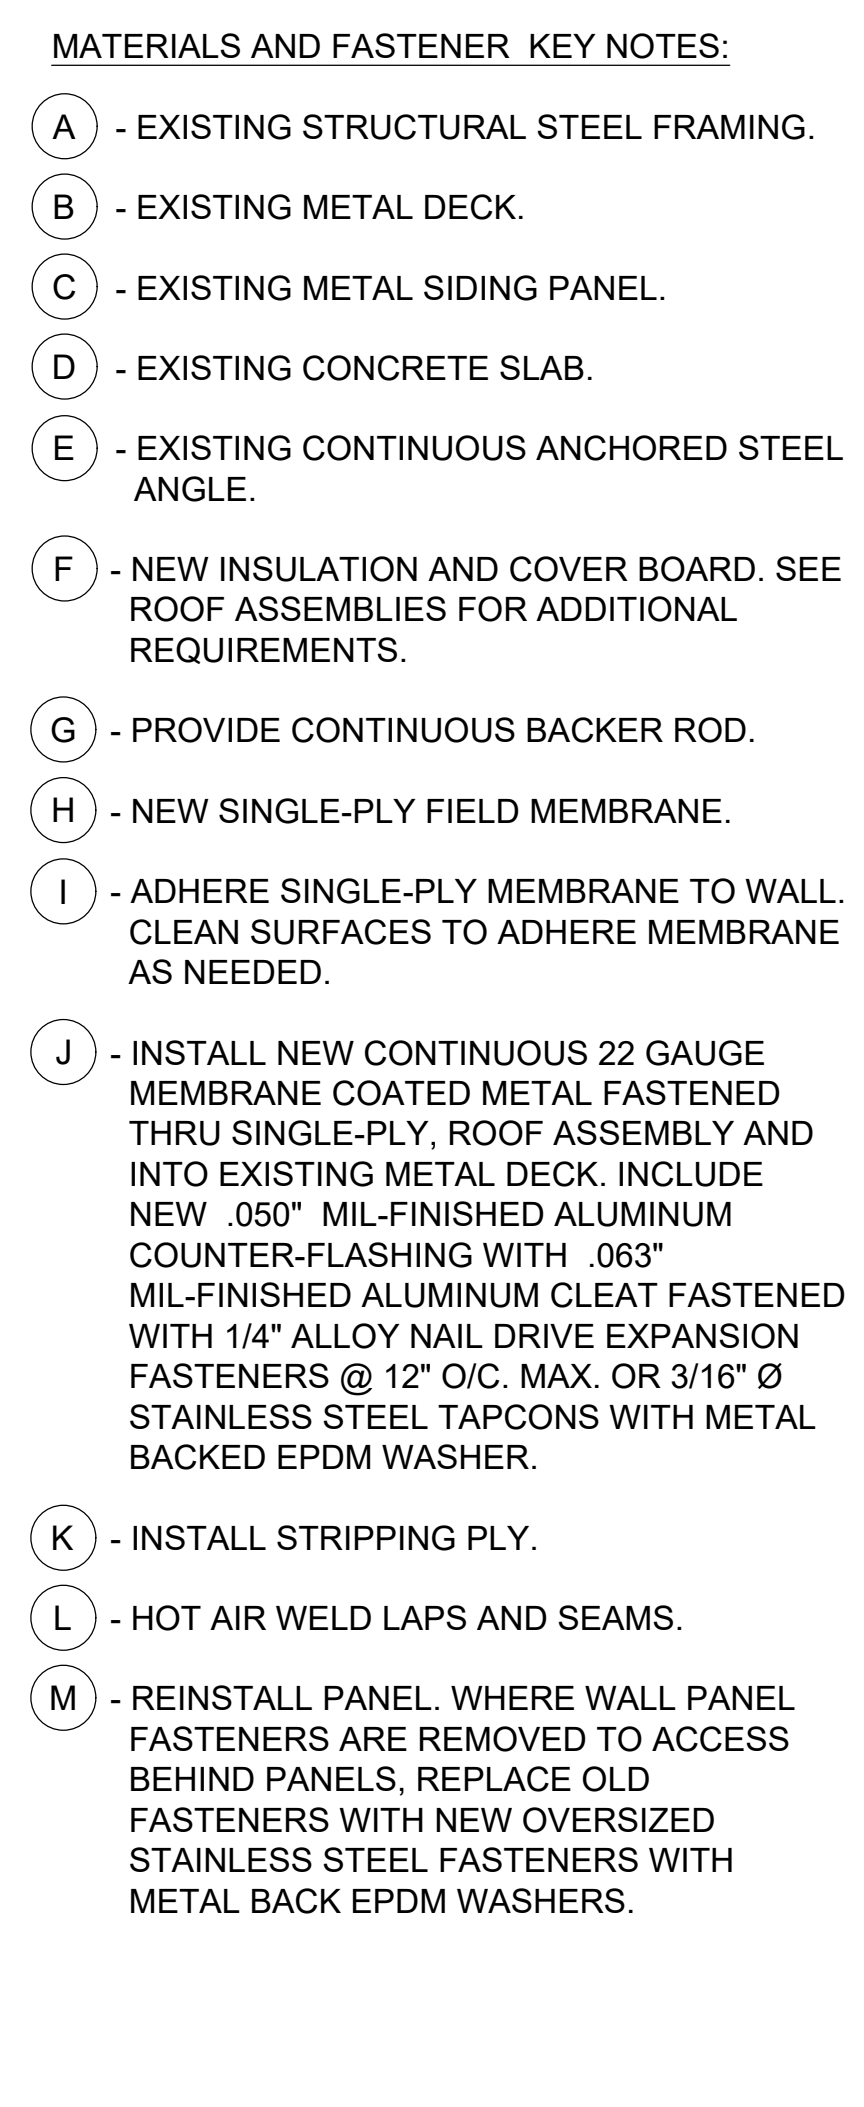 MATERIALS AND FASTENER  KEY NOTES:
A - EXISTING STRUCTURAL STEEL FRAMING.
B - EXISTING METAL DECK.
C - EXISTING METAL SIDING PANEL.
D - EXISTING CONCRETE SLAB.
E - EXISTING CONTINUOUS ANCHORED STEEL
ANGLE.
F - NEW INSULATION AND COVER BOARD. SEE
ROOF ASSEMBLIES FOR ADDITIONAL
REQUIREMENTS.
G - PROVIDE CONTINUOUS BACKER ROD.
H - NEW SINGLE-PLY FIELD MEMBRANE.
I - ADHERE SINGLE-PLY MEMBRANE TO WALL.
CLEAN SURFACES TO ADHERE MEMBRANE
AS NEEDED.
J - INSTALL NEW CONTINUOUS 22 GAUGE
MEMBRANE COATED METAL FASTENED
THRU SINGLE-PLY, ROOF ASSEMBLY AND
INTO EXISTING METAL DECK. INCLUDE
NEW  .050"  MIL-FINISHED ALUMINUM
COUNTER-FLASHING WITH  .063"
MIL-FINISHED ALUMINUM CLEAT FASTENED
WITH 1/4" ALLOY NAIL DRIVE EXPANSION
FASTENERS @ 12" O/C. MAX. OR 3/16" Ø
STAINLESS STEEL TAPCONS WITH METAL
BACKED EPDM WASHER.
K - INSTALL STRIPPING PLY.
L - HOT AIR WELD LAPS AND SEAMS.
M - REINSTALL PANEL. WHERE WALL PANEL
FASTENERS ARE REMOVED TO ACCESS
BEHIND PANELS, REPLACE OLD
FASTENERS WITH NEW OVERSIZED
STAINLESS STEEL FASTENERS WITH
METAL BACK EPDM WASHERS.